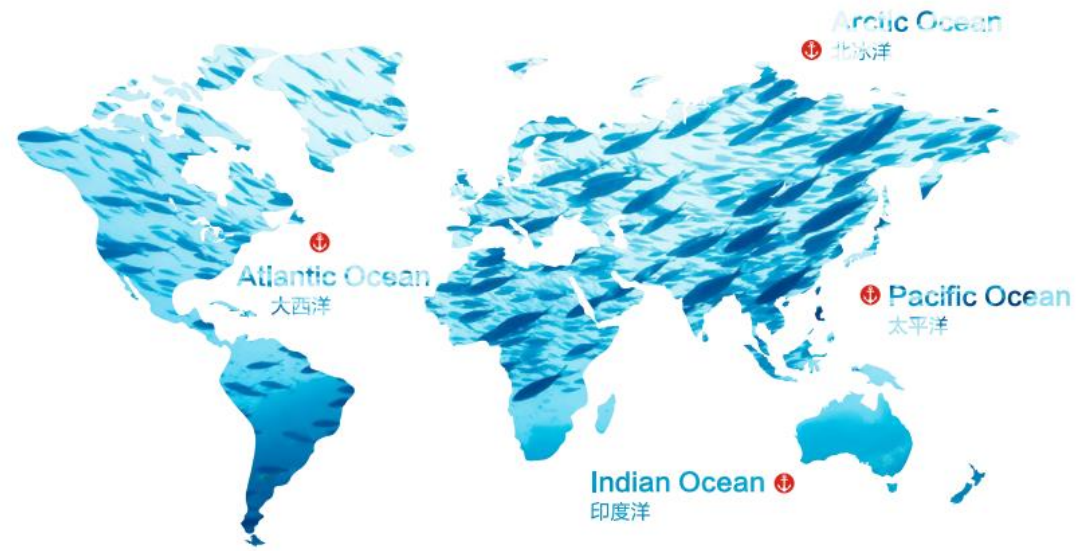 Arctic Ocean
北冰洋
Atlantic Ocean
大西洋
Pacific Ocean
太平洋
Indian Ocean
印度洋